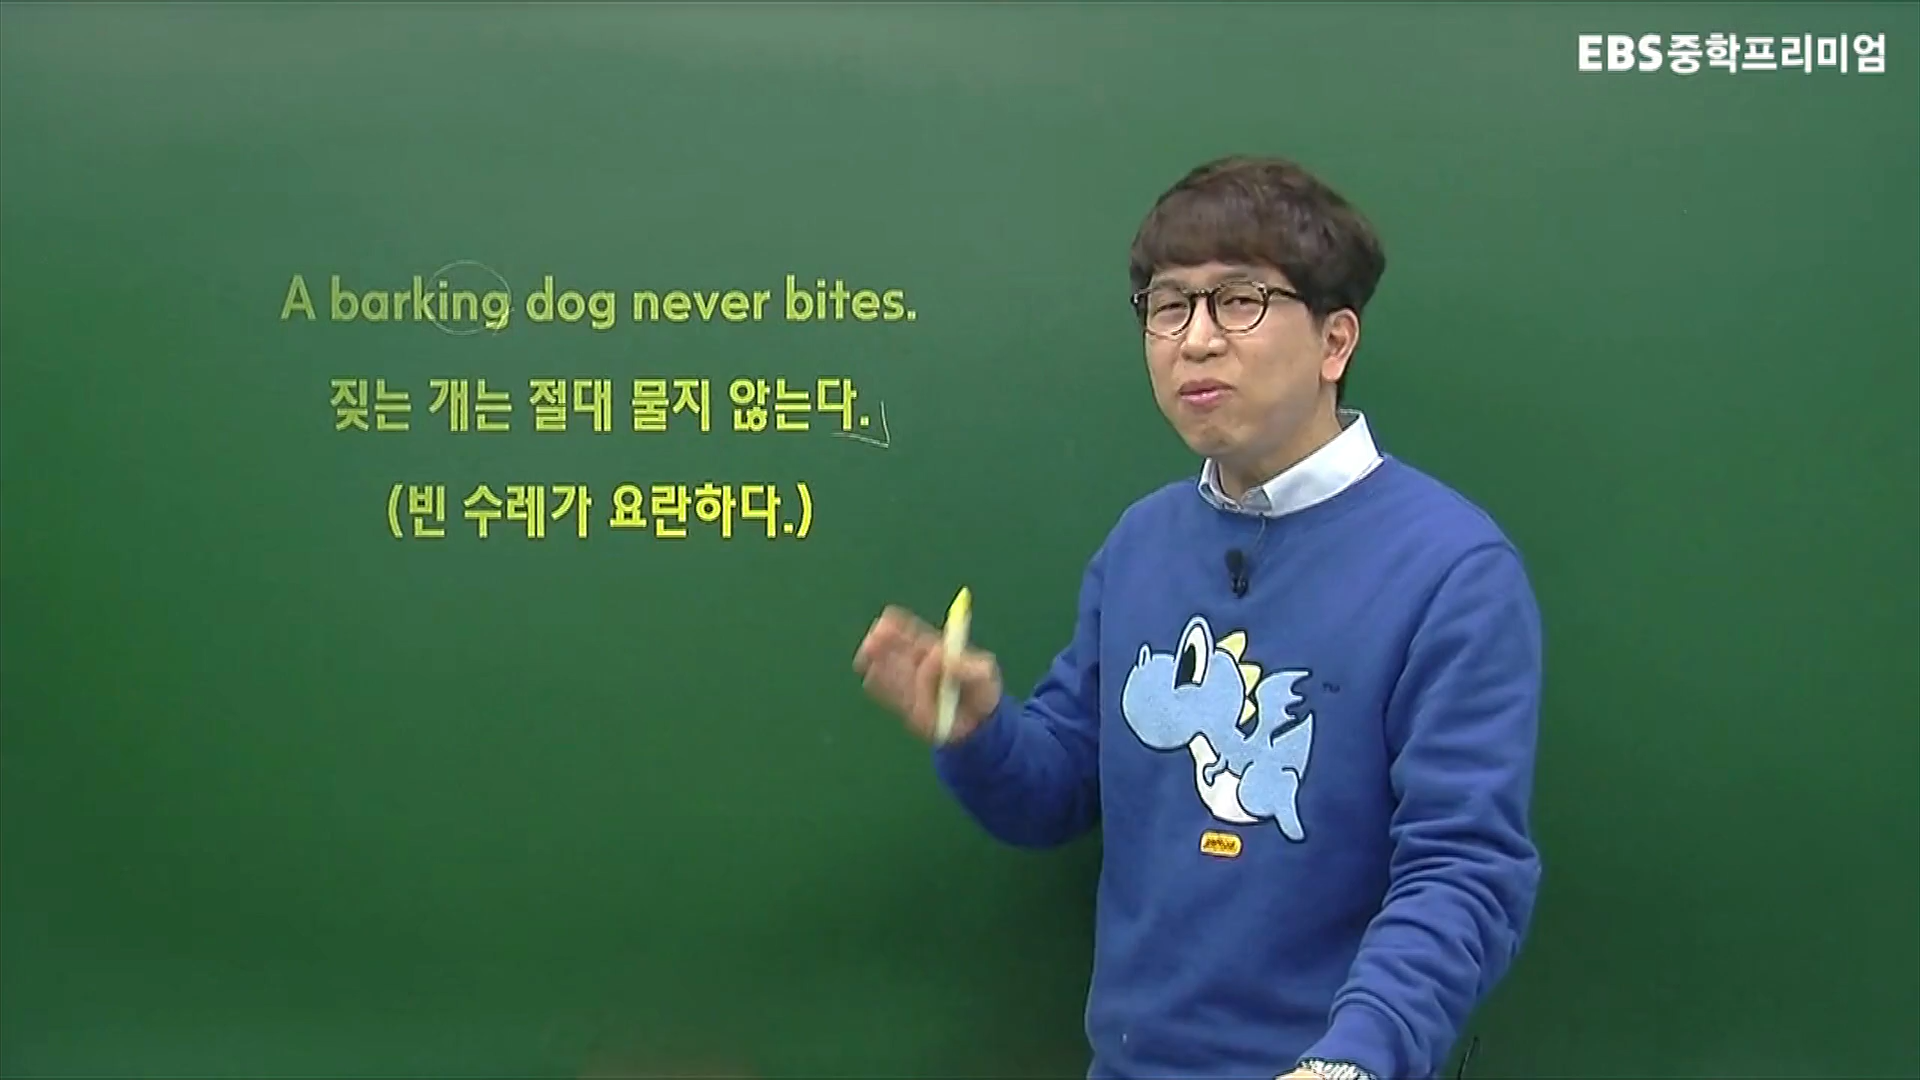 EBS중학프리미엄
A barking dog never bites.
짖는 개는 절대 물지 않는다.
(빈 수레가 요란하다.)
TM